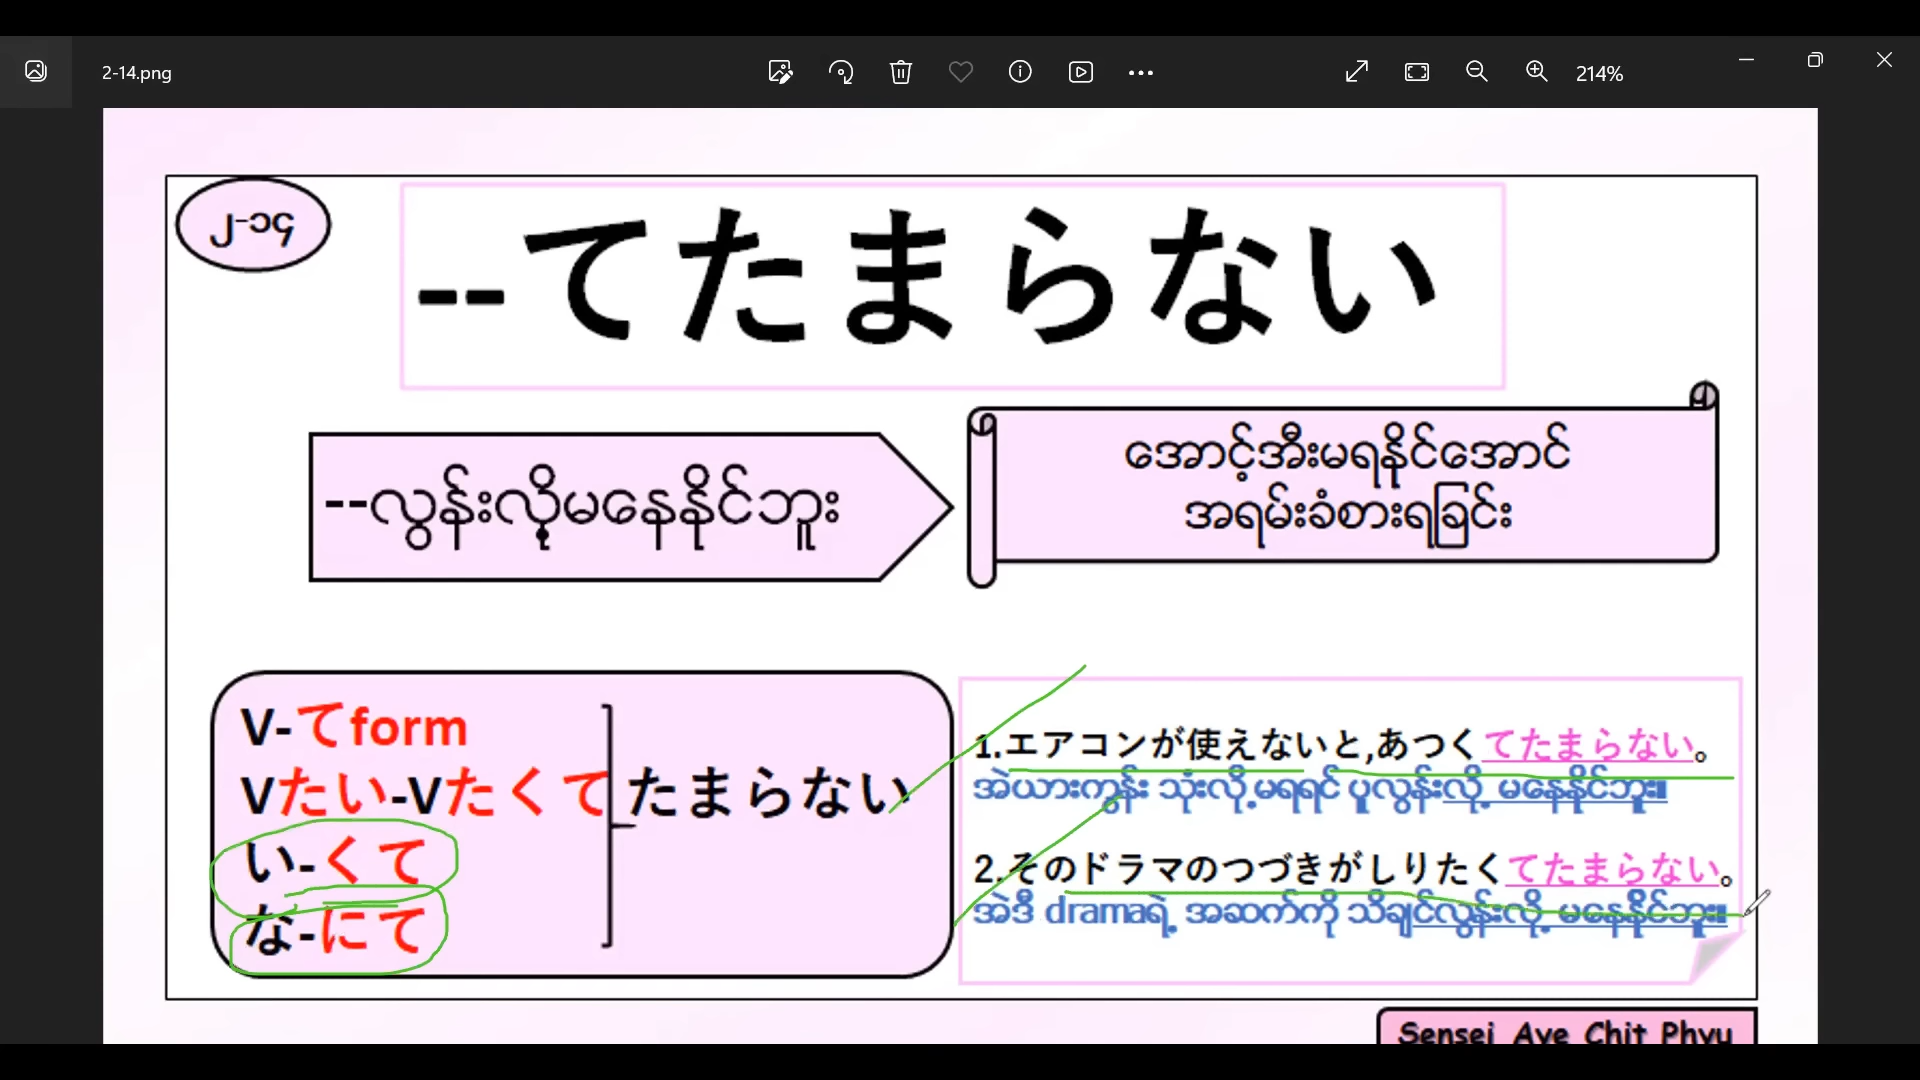 2-14.png
214%
၂-၁၄
--てたまらない
--လွန်းလို့မနေနိုင်ဘူး
အောင့်အီးမရနိုင်အောင်
အရမ်းခံစားရခြင်း
V-てform
Vたい-Vたくて たまらない
い-くて
な-にて
1.エアコンが使えないと,あつくてたまらない。
အဲယားကွန်း သုံးလို့မရရင် ပူလွန်းလို့ မနေနိုင်ဘူး။
2.そのドラマのつづきがしりたくてたまらない。
အဲဒီ dramaရဲ့ အဆက်ကို သိချင်လွန်းလို့ မနေနိုင်ဘူး။
Sensei Aye Chit Phyu